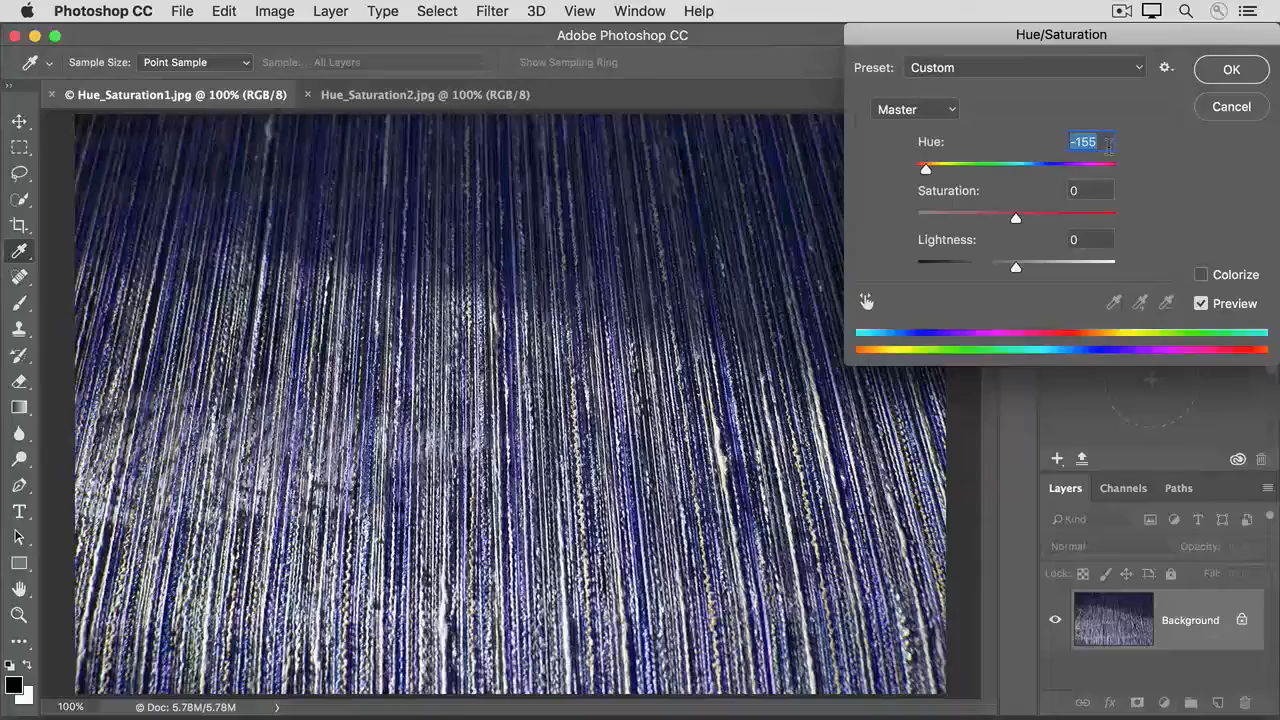 Photoshop CC File Edit Image Layer Type Select Filter 3D View Window Help
Adobe Photoshop CC
Hue/Saturation
Sample Size: Point Sample Sample: All Layers Show Sampling Ring
Preset: Custom
OK
× © Hue_Saturation1.jpg @ 100% (RGB/8) × Hue_Saturation2.jpg @ 100% (RGB/8)
Cancel
Master
Hue: -155
Saturation: 0
Lightness: 0
Colorize
Preview
Layers Channels Paths
Kind
Normal Opacity:
Lock: Fill:
Background
100% Doc: 5.78M/5.78M